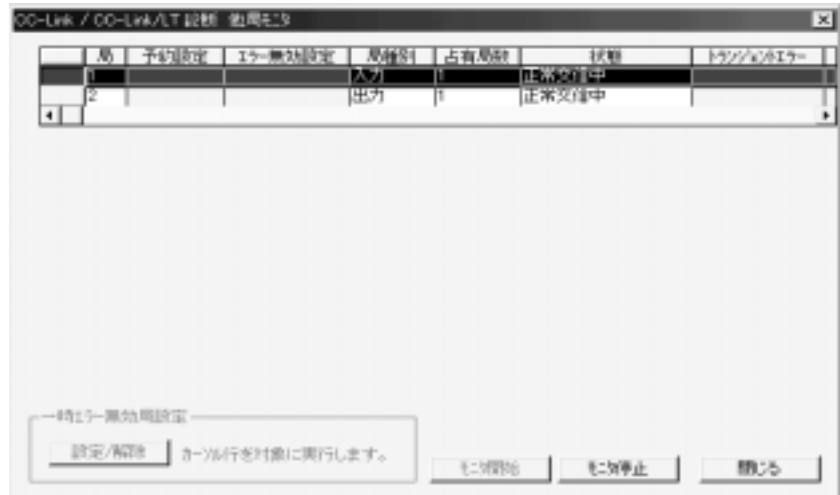 CC-Link / CC-Link/LT 診断 他局モニタ
局 予約設定 エラー無効設定 局種別 占有局数 状態 トランジェントエラー
1 入力 1 正常交信中
2 出力 1 正常交信中
一時エラー無効局設定
設定/解除 カーソル行を対象に実行します。
モニタ開始 モニタ停止 閉じる